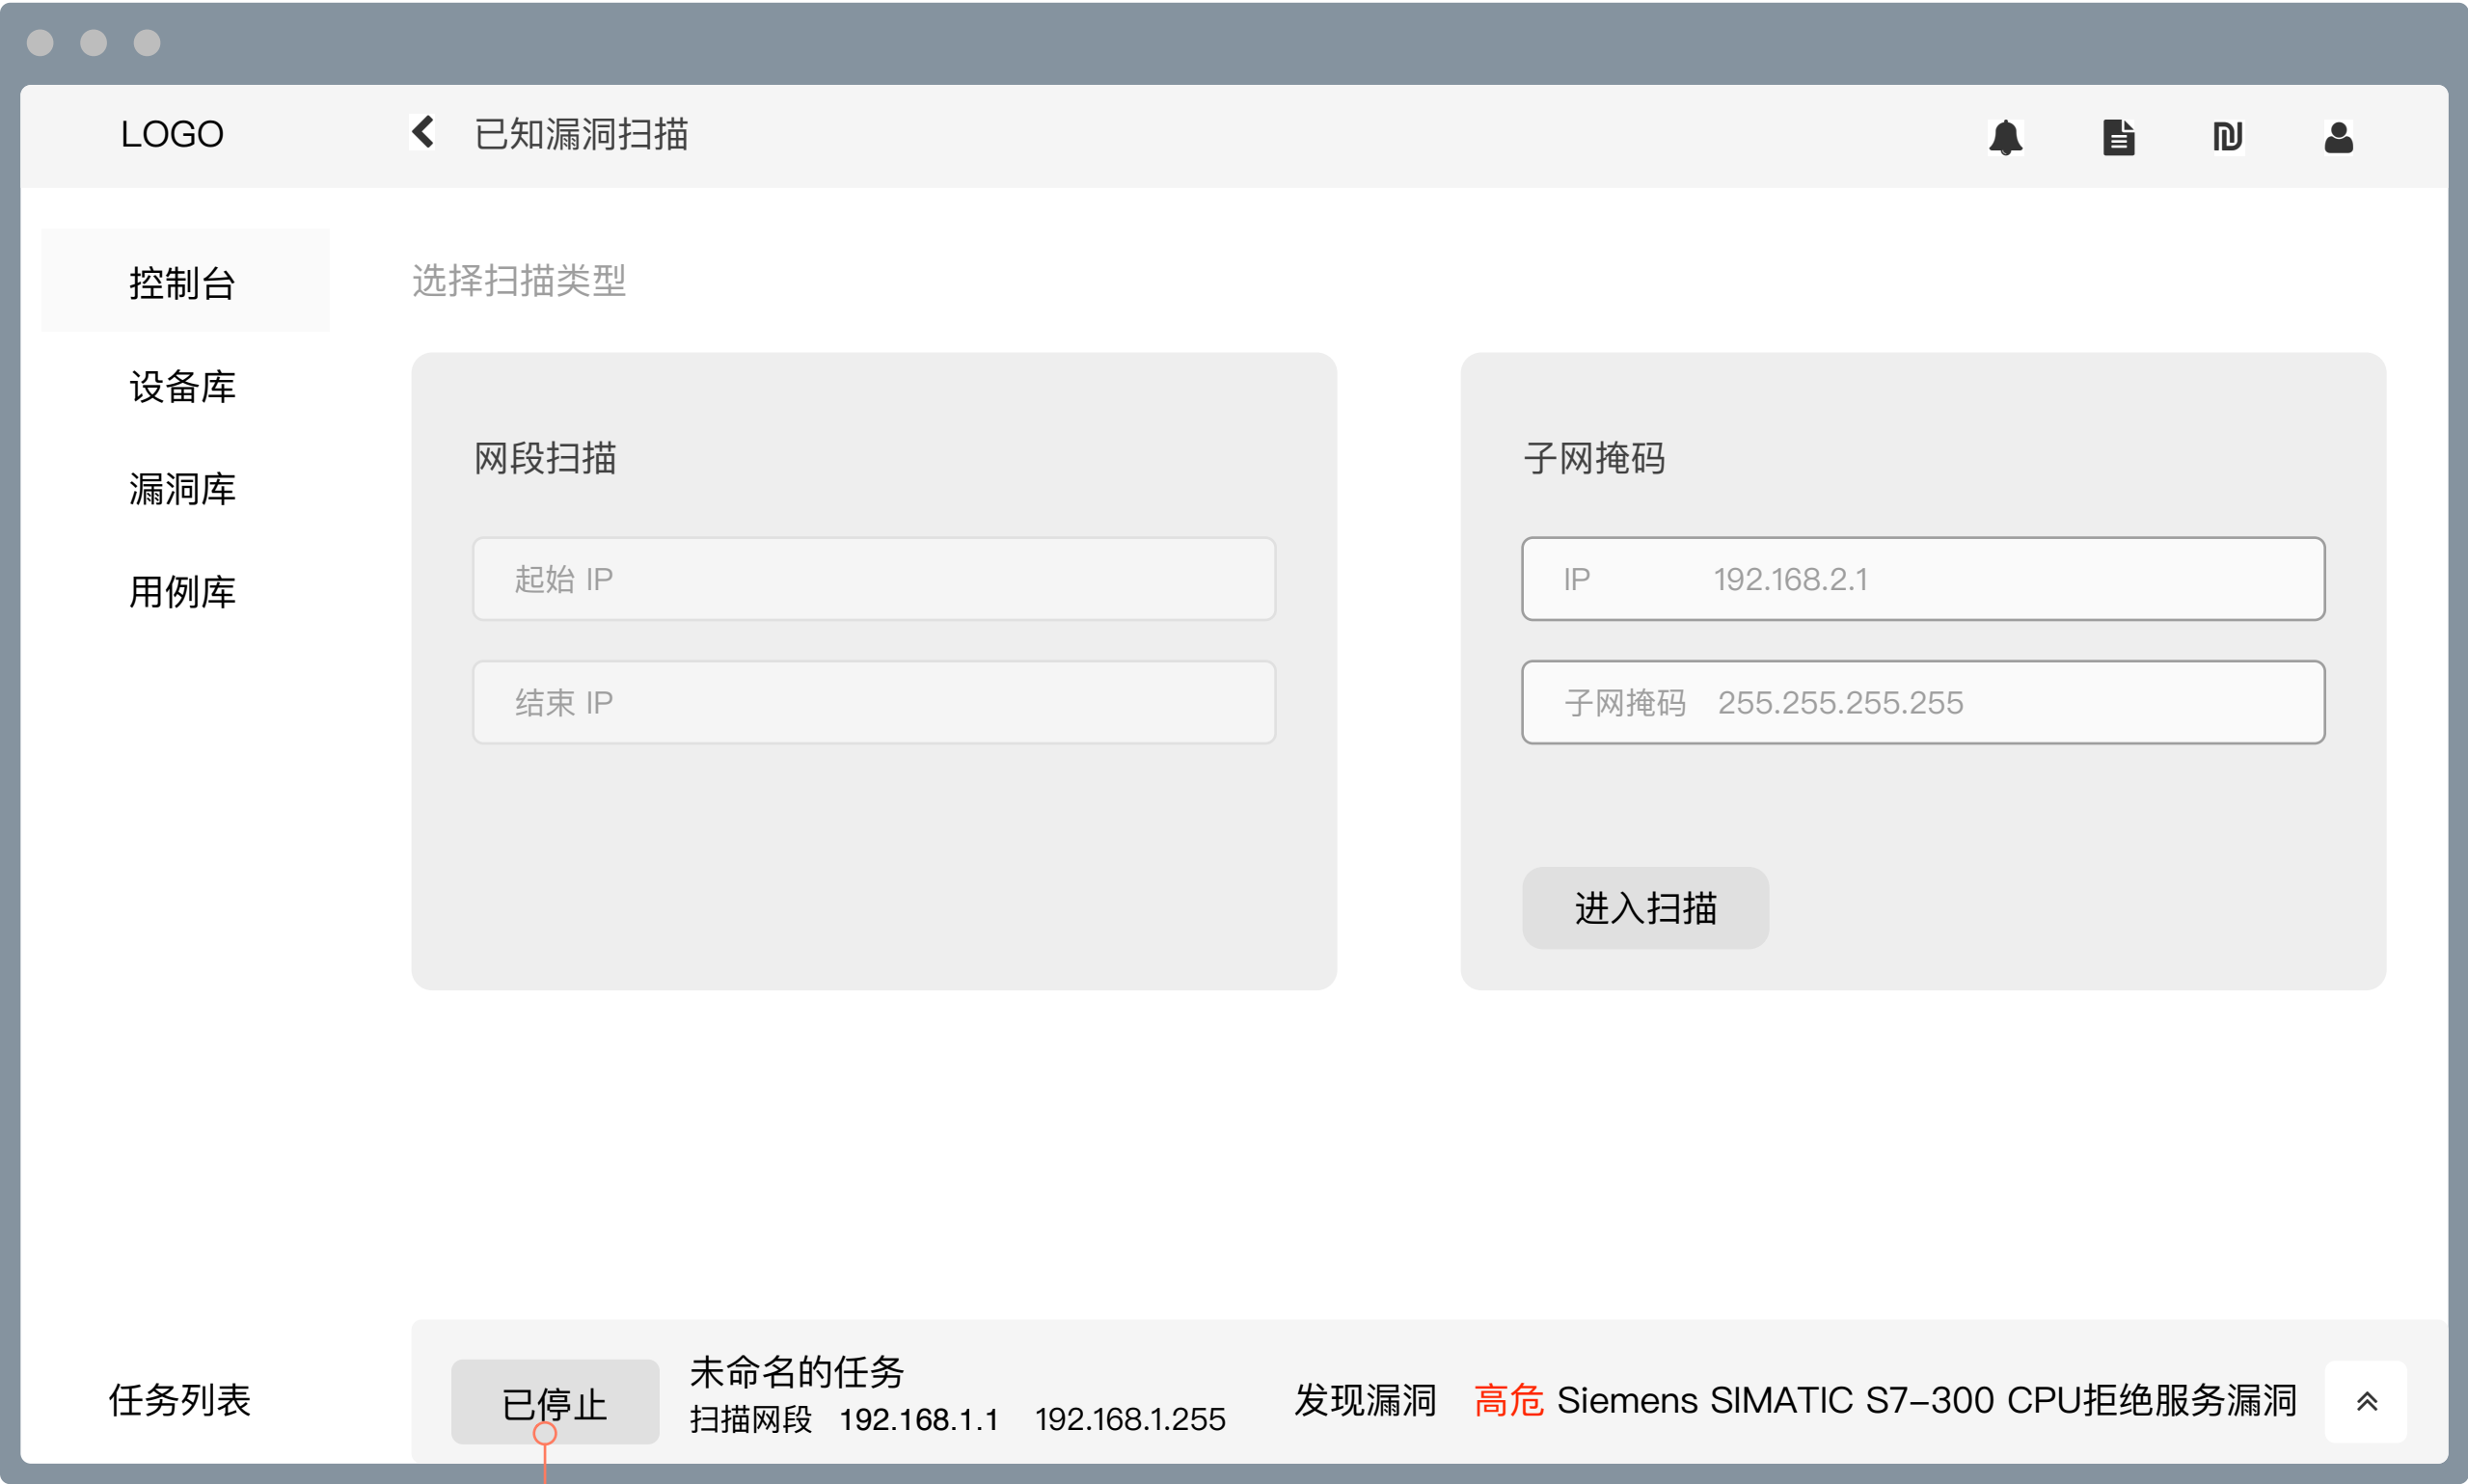 LOGO
已知漏洞扫描
控制台
设备库
漏洞库
用例库
选择扫描类型
网段扫描
起始 IP
结束 IP
子网掩码
IP 192.168.2.1
子网掩码 255.255.255.255
进入扫描
任务列表
已停止
未命名的任务
扫描网段 192.168.1.1 192.168.1.255
发现漏洞 高危 Siemens SIMATIC S7-300 CPU拒绝服务漏洞